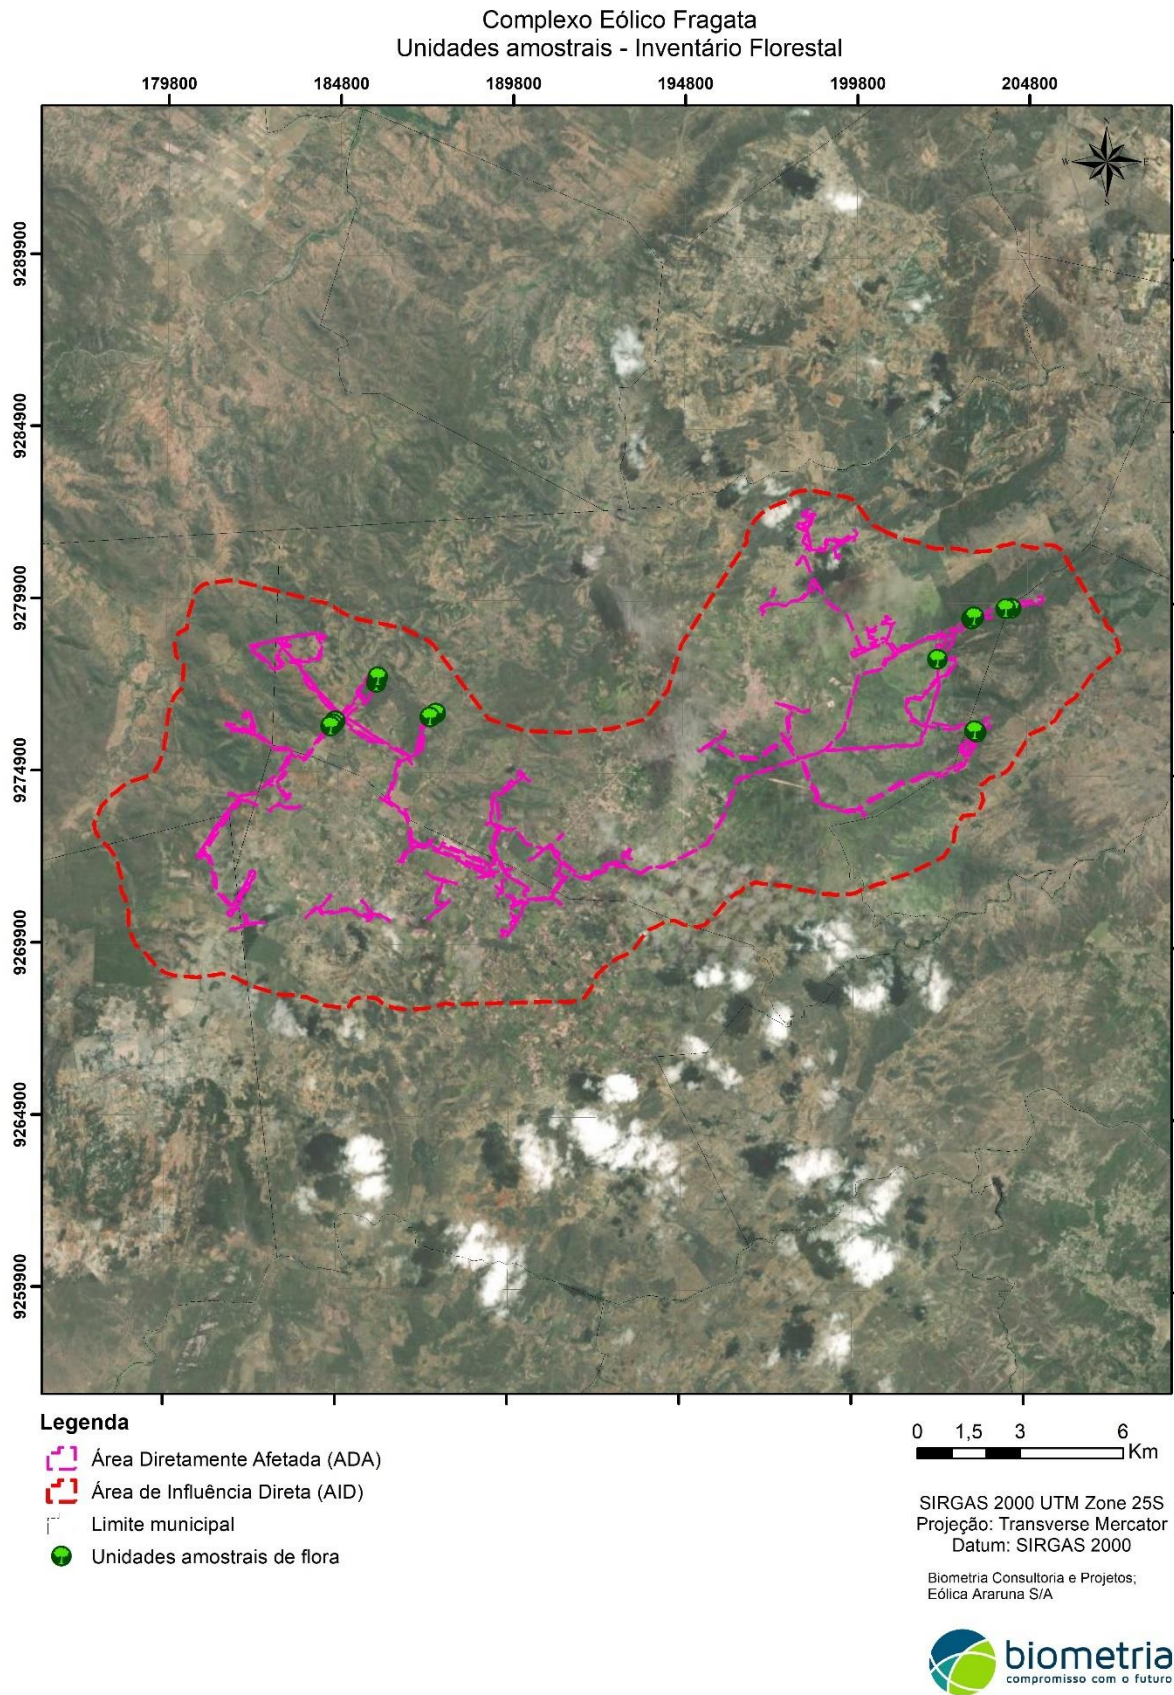 Complexo Eólico Fragata
Unidades amostrais - Inventário Florestal
179800 184800 189800 194800 199800 204800
N
W E
S
9289900
9284900
9279900
9274900
9269900
9264900
9259900
Legenda
Área Diretamente Afetada (ADA)
Área de Influência Direta (AID)
Limite municipal
Unidades amostrais de flora
0 1,5 3 6
Km
SIRGAS 2000 UTM Zone 25S
Projeção: Transverse Mercator
Datum: SIRGAS 2000
Biometria Consultoria e Projetos;
Eólica Araruna S/A
biometria
compromisso com o futuro